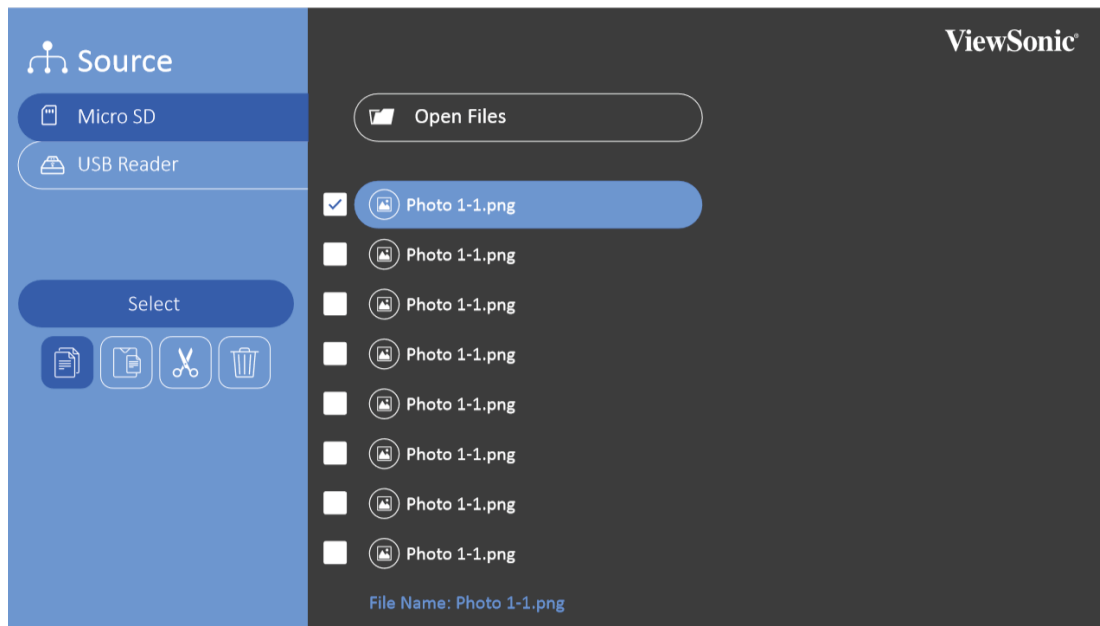 Source
Micro SD
USB Reader
Select
ViewSonic®
Open Files
Photo 1-1.png
Photo 1-1.png
Photo 1-1.png
Photo 1-1.png
Photo 1-1.png
Photo 1-1.png
Photo 1-1.png
Photo 1-1.png
File Name: Photo 1-1.png